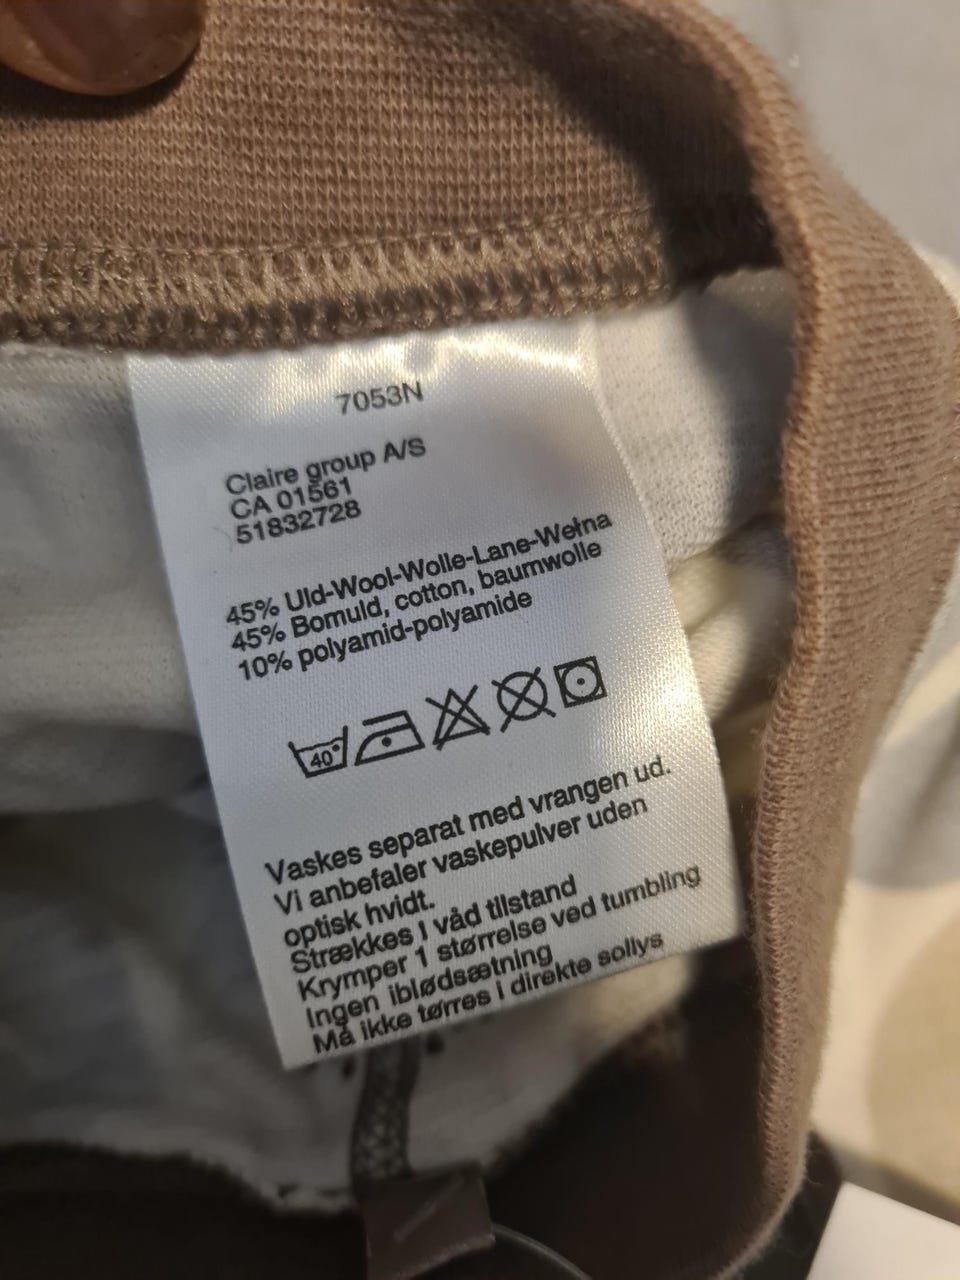 7053N
Claire group A/S
CA 01561
51832728
45% Uld-Wool-Wolle-Lane-Wełna
45% Bomuld, cotton, baumwolle
10% polyamid-polyamide
40°
Vaskes separat med vrangen ud.
Vi anbefaler vaskepulver uden
optisk hvidt.
Strækkes I våd tilstand
Krymper 1 størrelse ved tumbling
Ingen iblødsætning
Må ikke tørres i direkte sollys